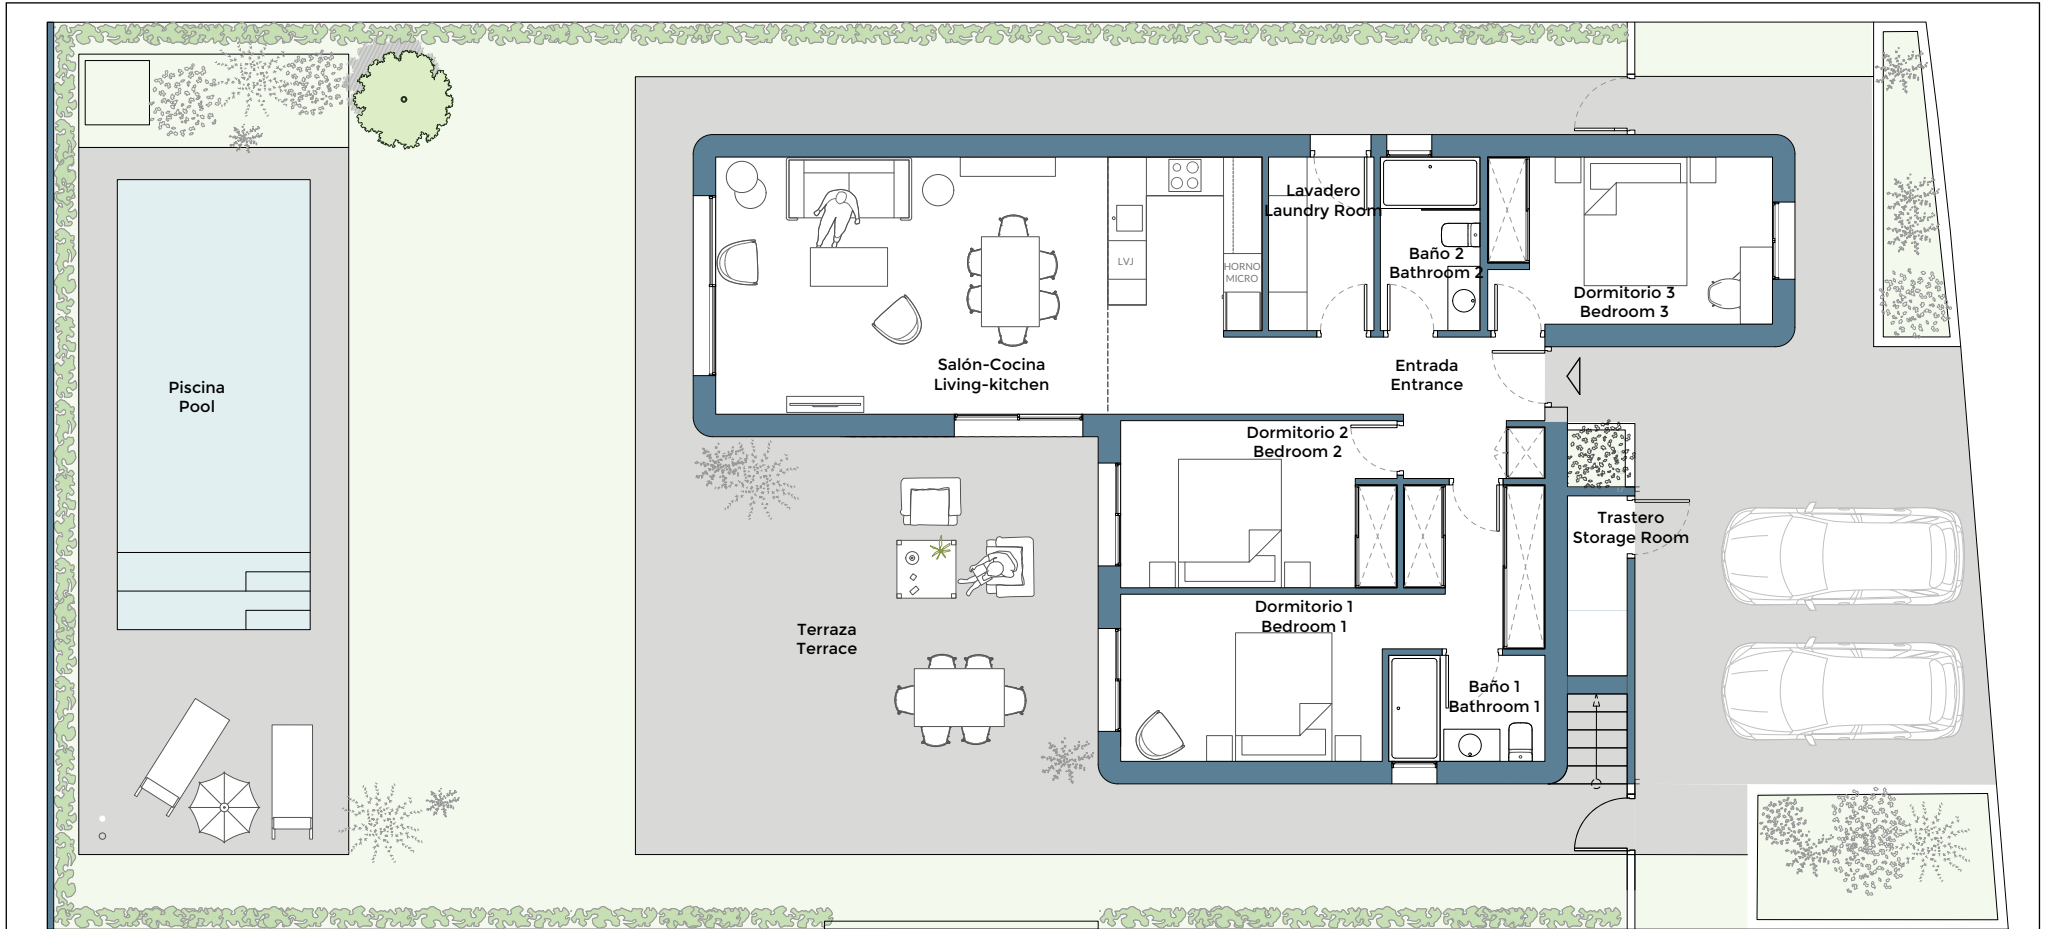 Lavadero
Laundry Room
Baño 2
Bathroom 2
LVJ
HORNO
MICRO
Dormitorio 3
Bedroom 3
Piscina
Pool
Salón-Cocina
Living-kitchen
Entrada
Entrance
Dormitorio 2
Bedroom 2
Trastero
Storage Room
Dormitorio 1
Bedroom 1
Terraza
Terrace
Baño 1
Bathroom 1